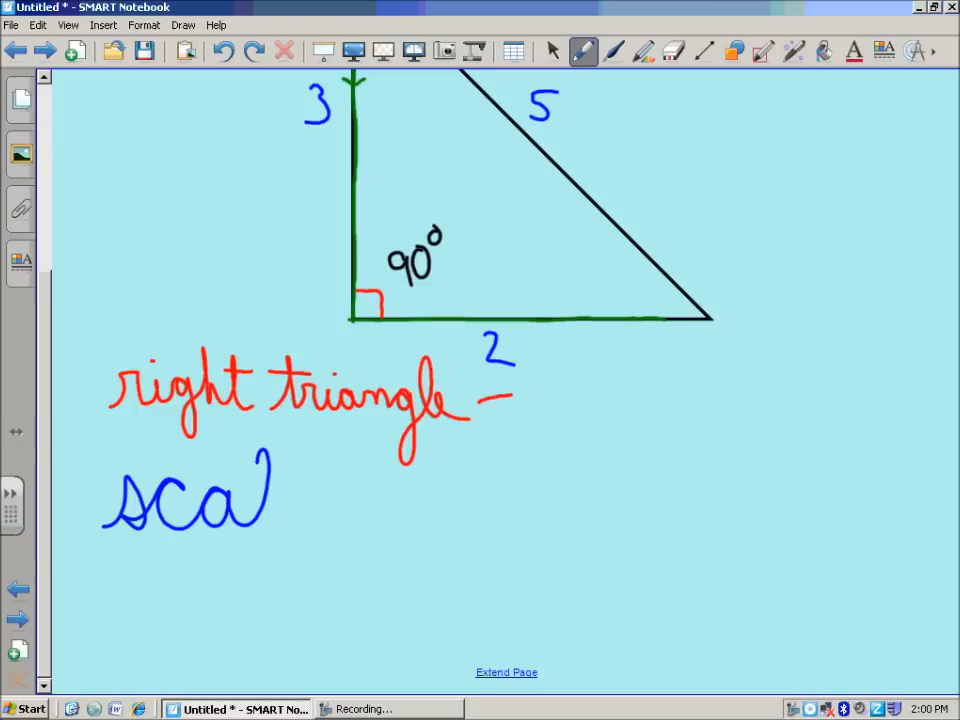 Untitled * - SMART Notebook
File Edit View Insert Format Draw Help
3
5
90°
2
right triangle -
sca
Extend Page
Start
Untitled * - SMART No...
Recording...
2:00 PM